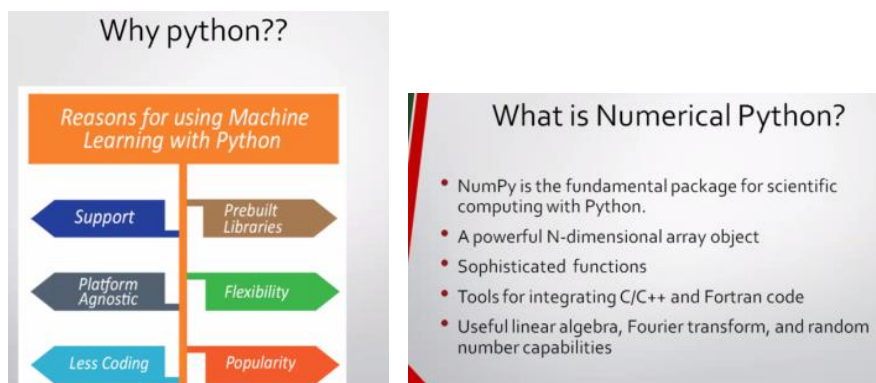 Why python??
Reasons for using Machine
Learning with Python
Support
Prebuilt
Libraries
Platform
Agnostic
Flexibility
Less Coding
Popularity
What is Numerical Python?
• NumPy is the fundamental package for scientific
computing with Python.
• A powerful N-dimensional array object
• Sophisticated functions
• Tools for integrating C/C++ and Fortran code
• Useful linear algebra, Fourier transform, and random
number capabilities